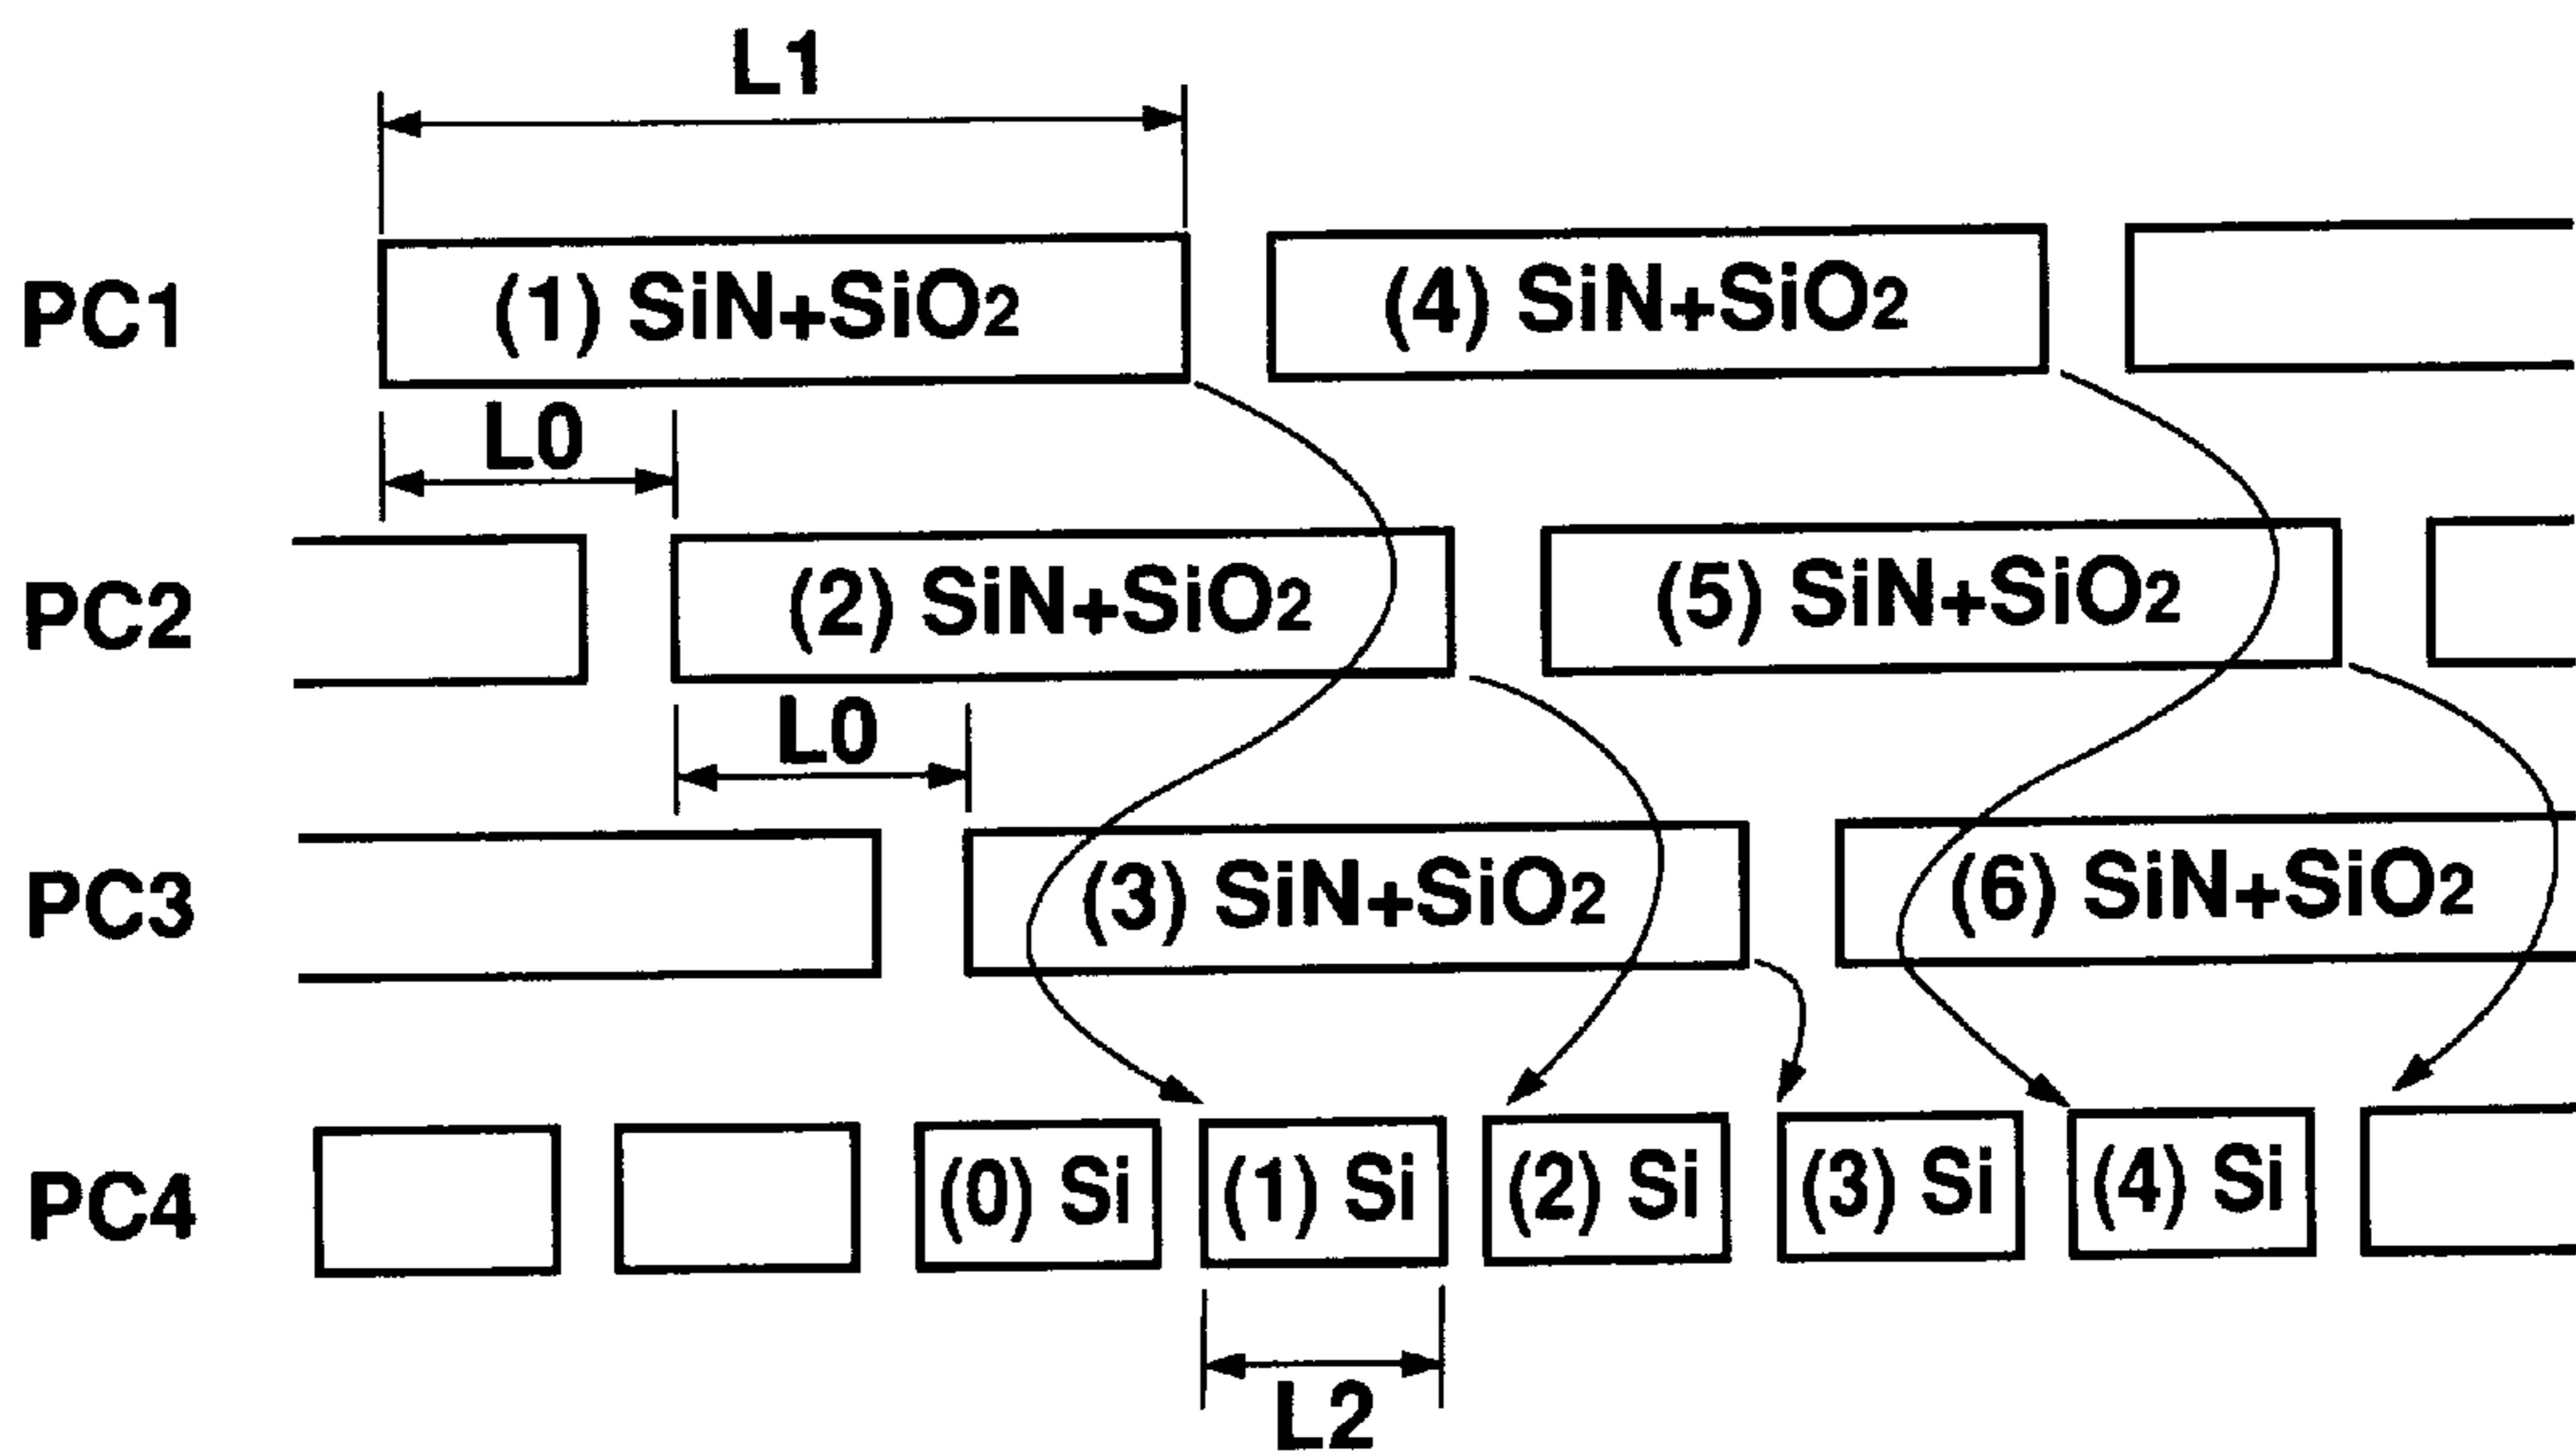 L1
PC1 (1) SiN+SiO2 (4) SiN+SiO2
L0
PC2 (2) SiN+SiO2 (5) SiN+SiO2
L0
PC3 (3) SiN+SiO2 (6) SiN+SiO2
PC4 (0) Si (1) Si (2) Si (3) Si (4) Si
L2